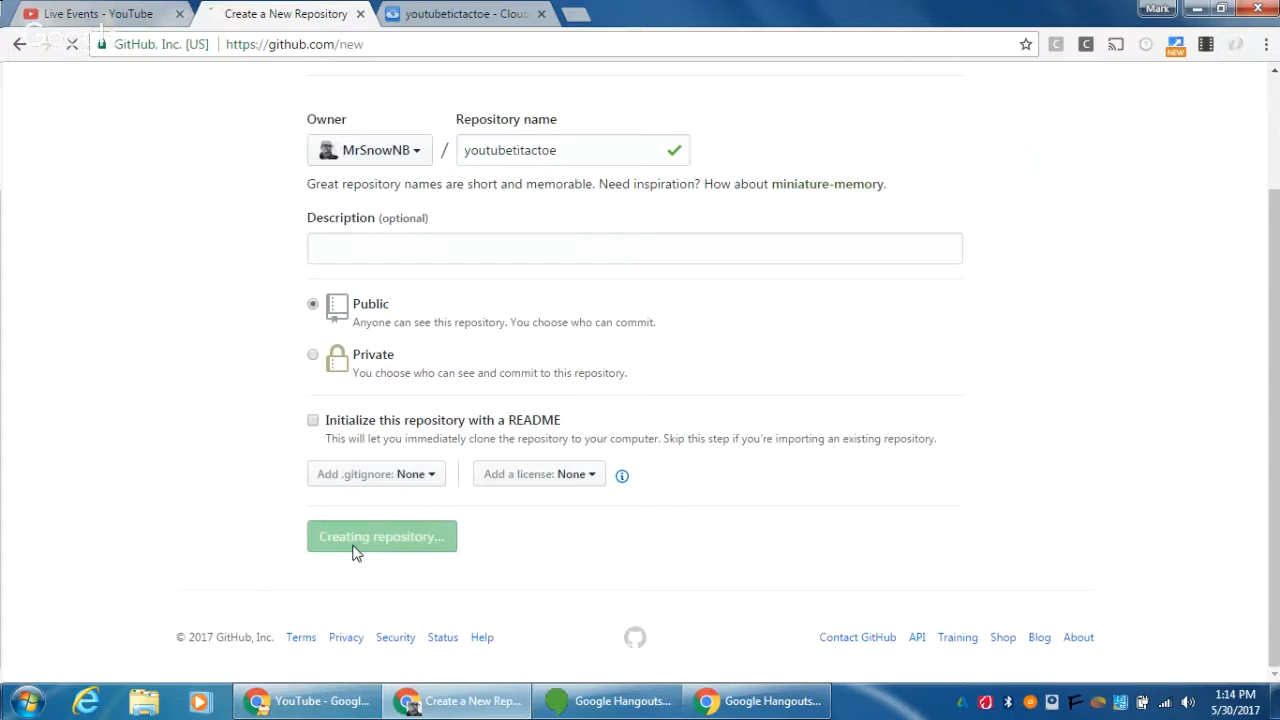 Live Events - YouTube
Create a New Repository
youtubetictactoe - Clou
Mark
Google
GitHub, Inc. [US]
https://github.com/new
NEW
Owner
Repository name
MrSnowNB
/
youtubetitactoe
Great repository names are short and memorable. Need inspiration? How about miniature-memory.
Description (optional)
Public
Anyone can see this repository. You choose who can commit.
Private
You choose who can see and commit to this repository.
Initialize this repository with a README
This will let you immediately clone the repository to your computer. Skip this step if you're importing an existing repository.
Add .gitignore: None
Add a license: None
Creating repository...
© 2017 GitHub, Inc.
Terms
Privacy
Security
Status
Help
Contact GitHub
API
Training
Shop
Blog
About
YouTube - Googl...
Create a New Rep...
Google Hangouts...
Google Hangouts...
1:14 PM
5/30/2017